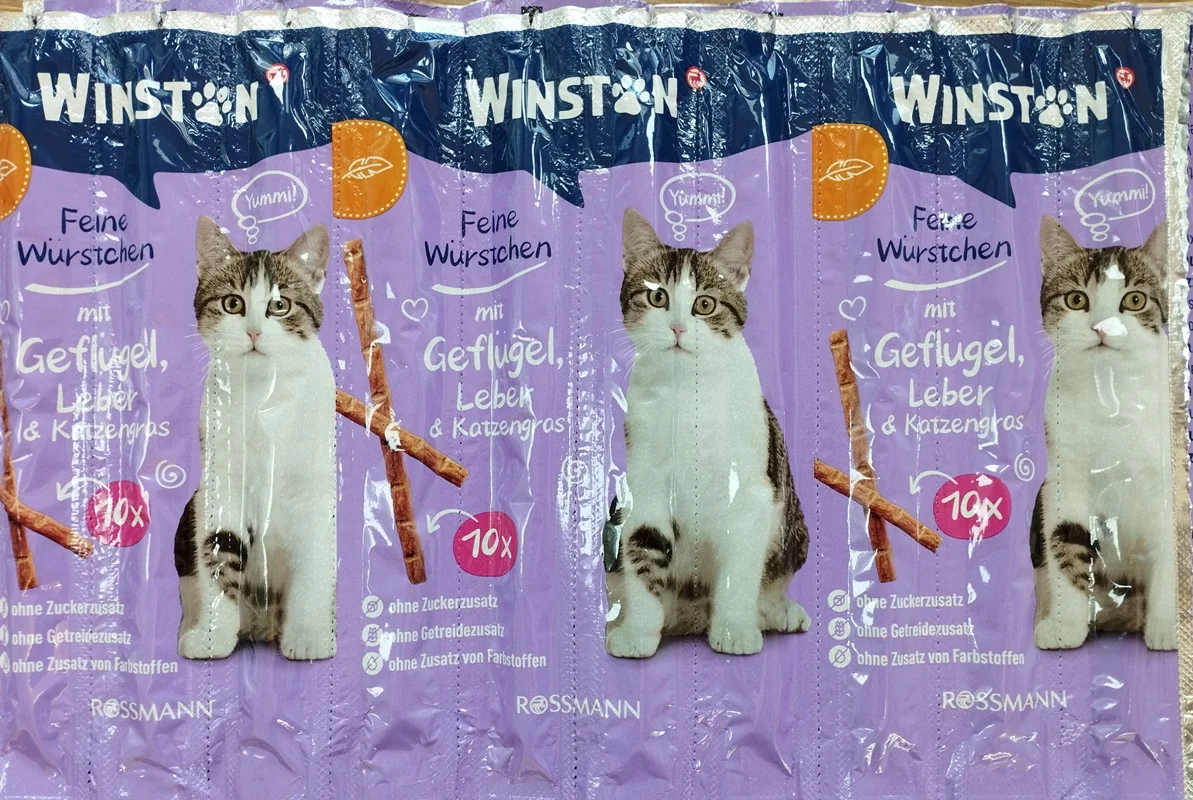 WINSTON
Yummi!
Feine
Würstchen
mit
Geflügel,
Leber
& Katzengras
10x
ohne Zuckerzusatz
ohne Getreidezusatz
ohne Zusatz von Farbstoffen
ROSSMANN
WINSTON
Yummi!
Feine
Würstchen
mit
Geflügel,
Leber
& Katzengras
10x
ohne Zuckerzusatz
ohne Getreidezusatz
ohne Zusatz von Farbstoffen
ROSSMANN
WINSTON
Yummi!
Feine
Würstchen
mit
Geflügel,
Leber
& Katzengras
10x
ohne Zuckerzusatz
ohne Getreidezusatz
ohne Zusatz von Farbstoffen
ROSSMANN